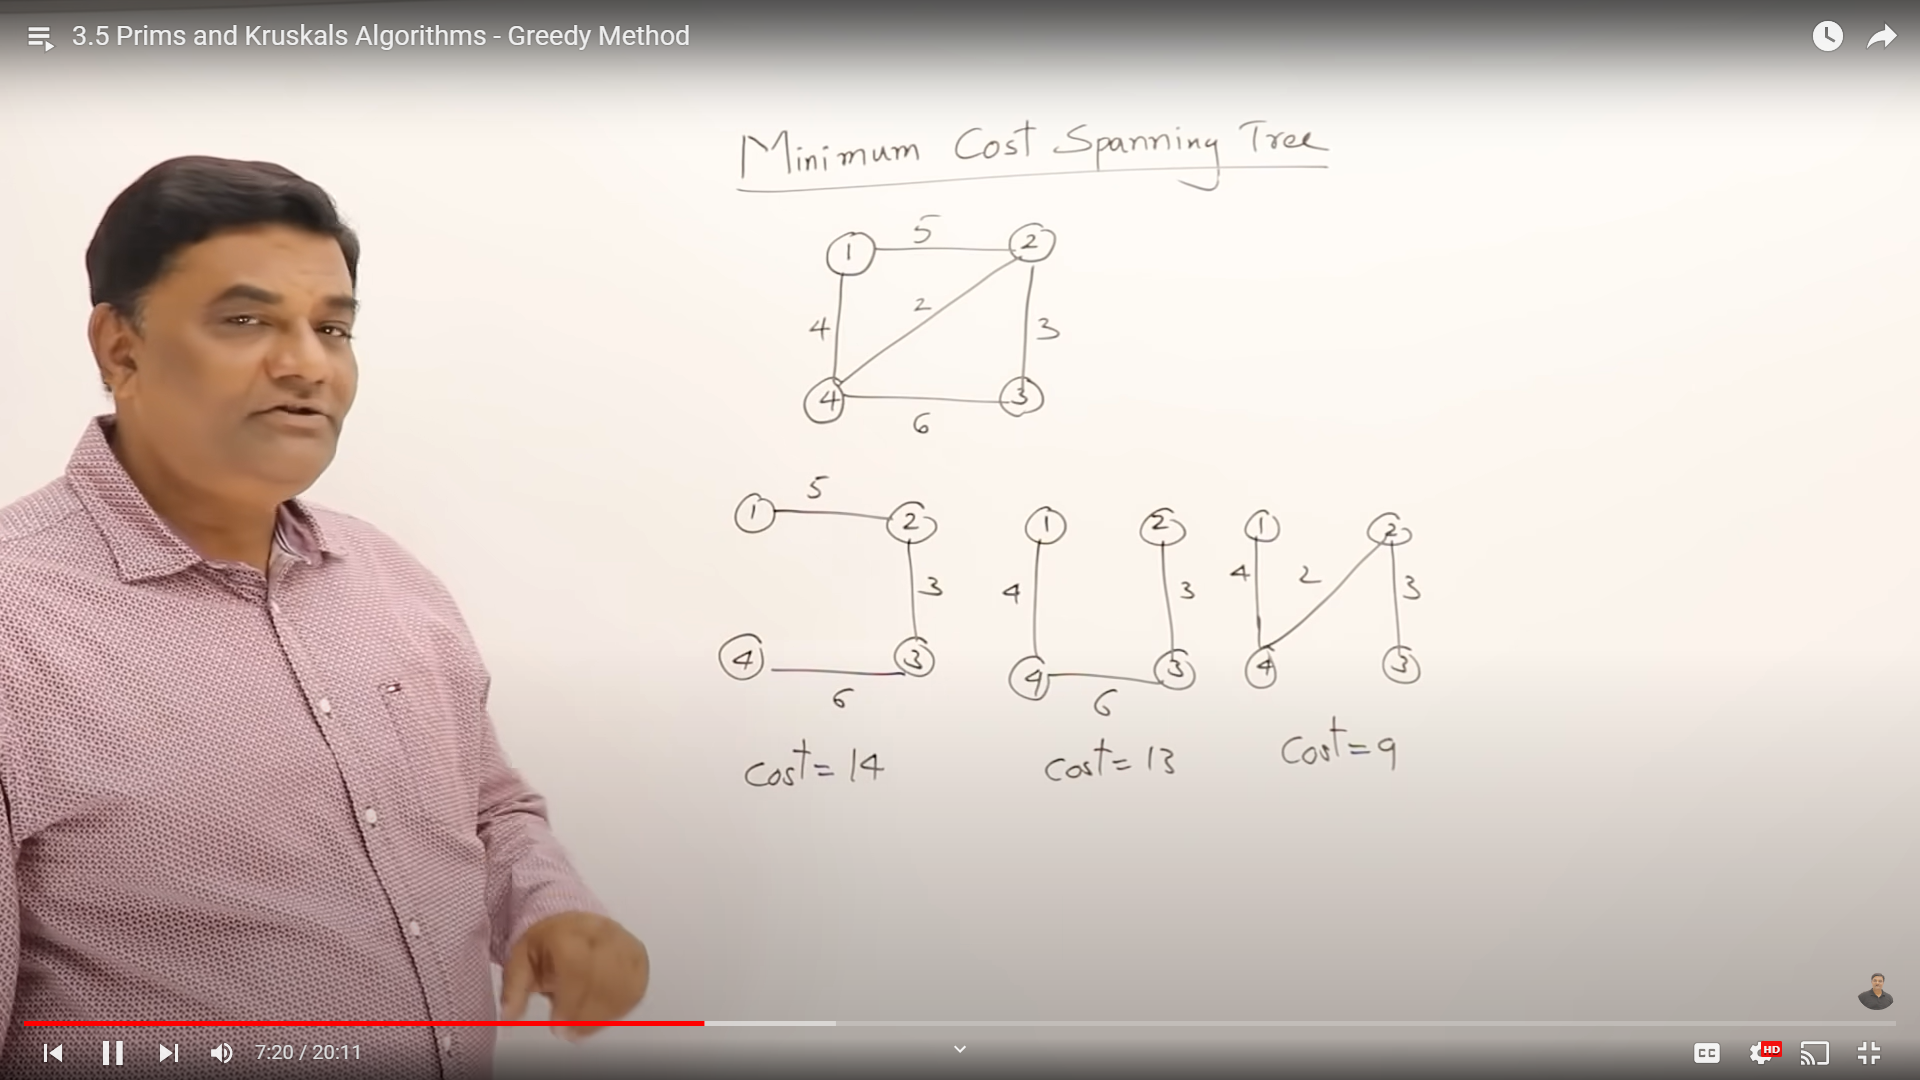 3.5 Prims and Kruskals Algorithms - Greedy Method
Minimum Cost Spanning Tree
5
1 2
2
4 3
4 3
6
5
1 2 1 2 1 2
3 4 3 4 2 3
4 3 4 3 4 3
6 6
Cost = 14 Cost = 13 Cost = 9
7:20 / 20:11
CC HD